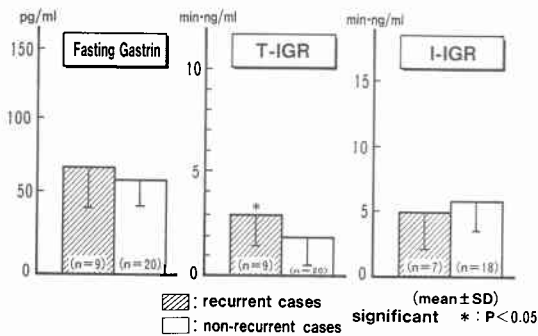 pg/ml
150
100
50
0
Fasting Gastrin
(n=9)
(n=20)
min·ng/ml
10
5
0
T-IGR
*
(n=9)
(n=20)
min·ng/ml
15
10
5
0
I-IGR
(n=7)
(n=18)
(mean±SD)
: recurrent cases
: non-recurrent cases
significant *: P<0.05